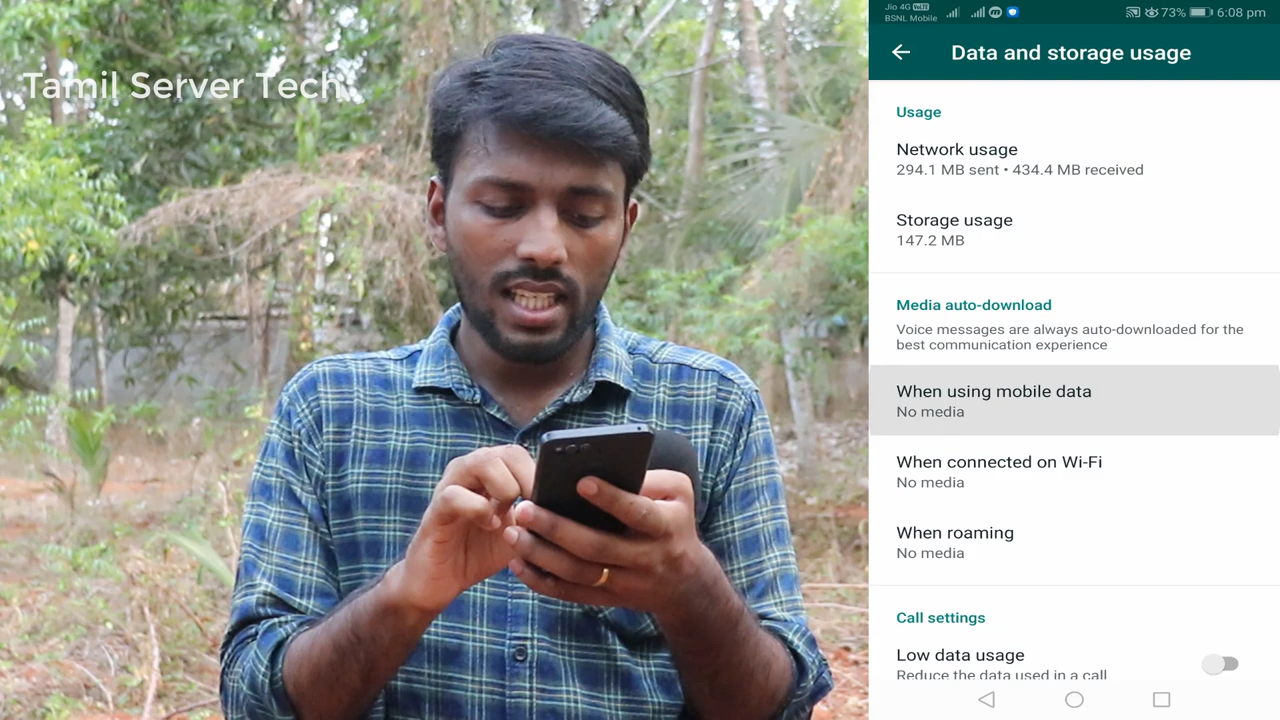 Tamil Server Tech
Jio 4G VoLTE
BSNL Mobile
73%
6:08 pm
Data and storage usage
Usage
Network usage
294.1 MB sent • 434.4 MB received
Storage usage
147.2 MB
Media auto-download
Voice messages are always auto-downloaded for the
best communication experience
When using mobile data
No media
When connected on Wi-Fi
No media
When roaming
No media
Call settings
Low data usage
Reduce the data used in a call